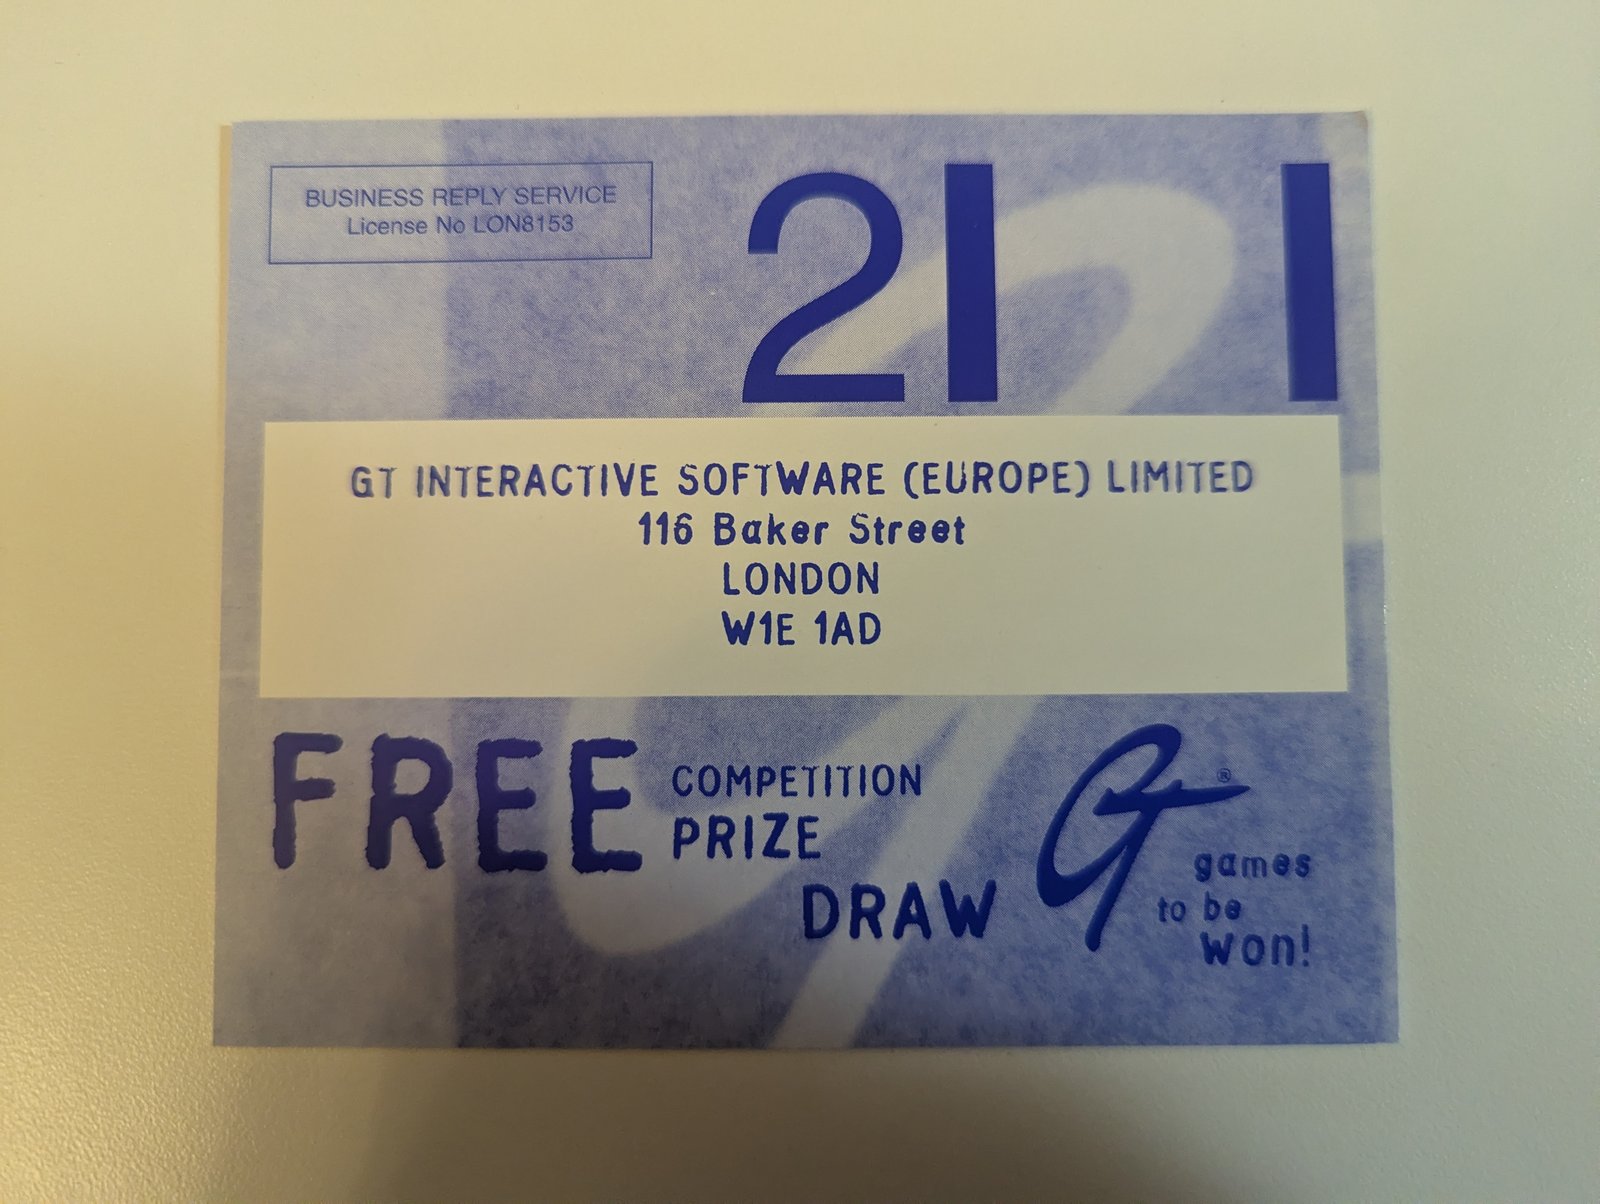 BUSINESS REPLY SERVICE
License No LON8153
2
GT INTERACTIVE SOFTWARE (EUROPE) LIMITED
116 Baker Street
LONDON
W1E 1AD
FREE COMPETITION
PRIZE
DRAW
GT®
games
to be
won!